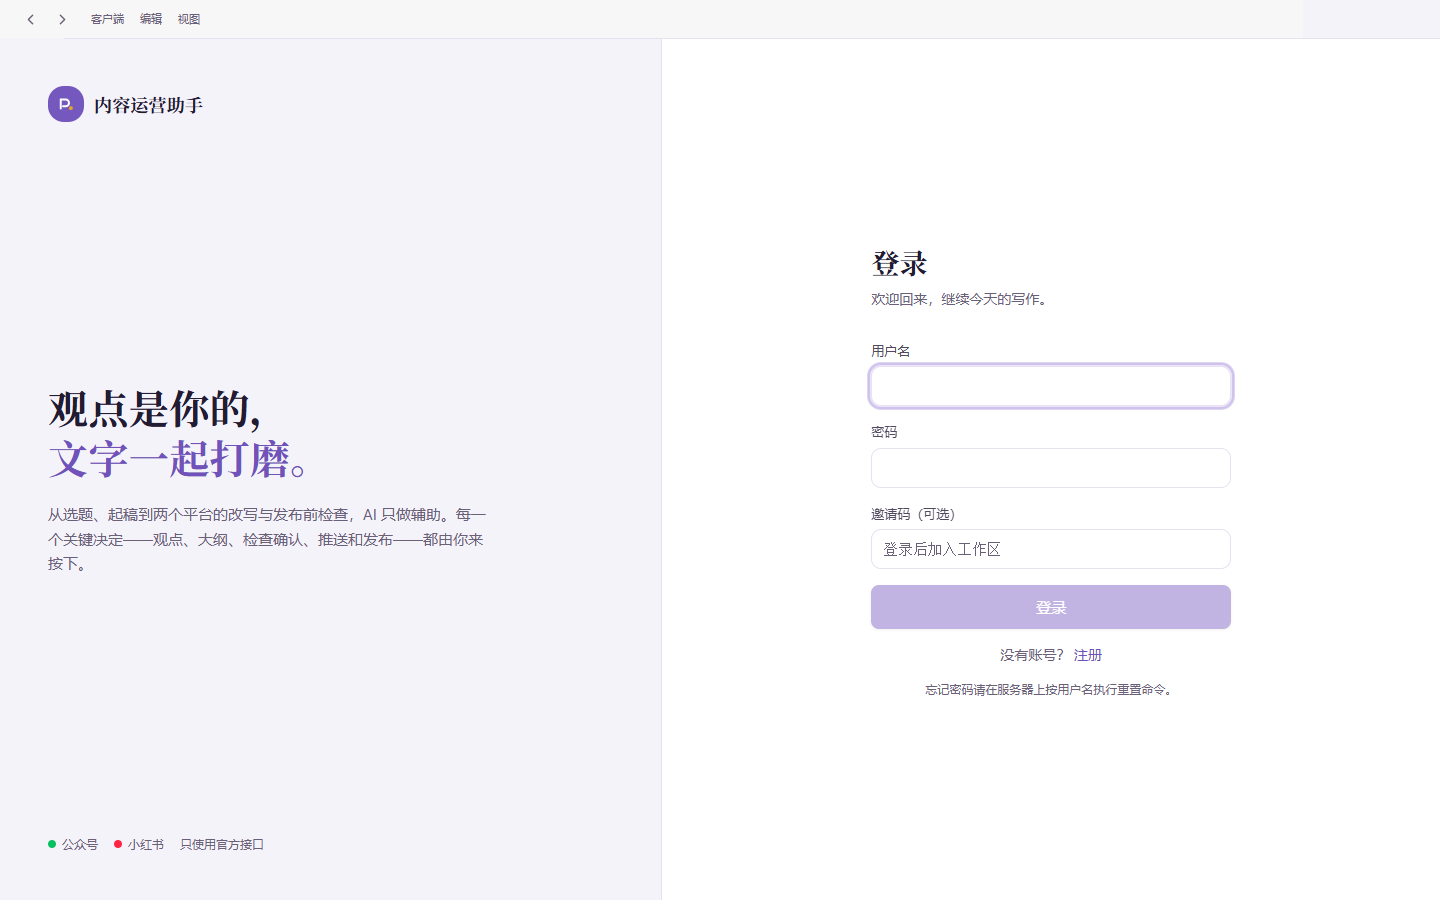 客户端 编辑 视图
内容运营助手
观点是你的，
文字一起打磨。
从选题、起稿到两个平台的改写与发布前检查，AI 只做辅助。每一
个关键决定——观点、大纲、检查确认、推送和发布——都由你来
按下。
公众号 小红书 只使用官方接口
登录
欢迎回来，继续今天的写作。
用户名
密码
邀请码（可选）
登录后加入工作区
登录
没有账号？ 注册
忘记密码请在服务器上按用户名执行重置命令。